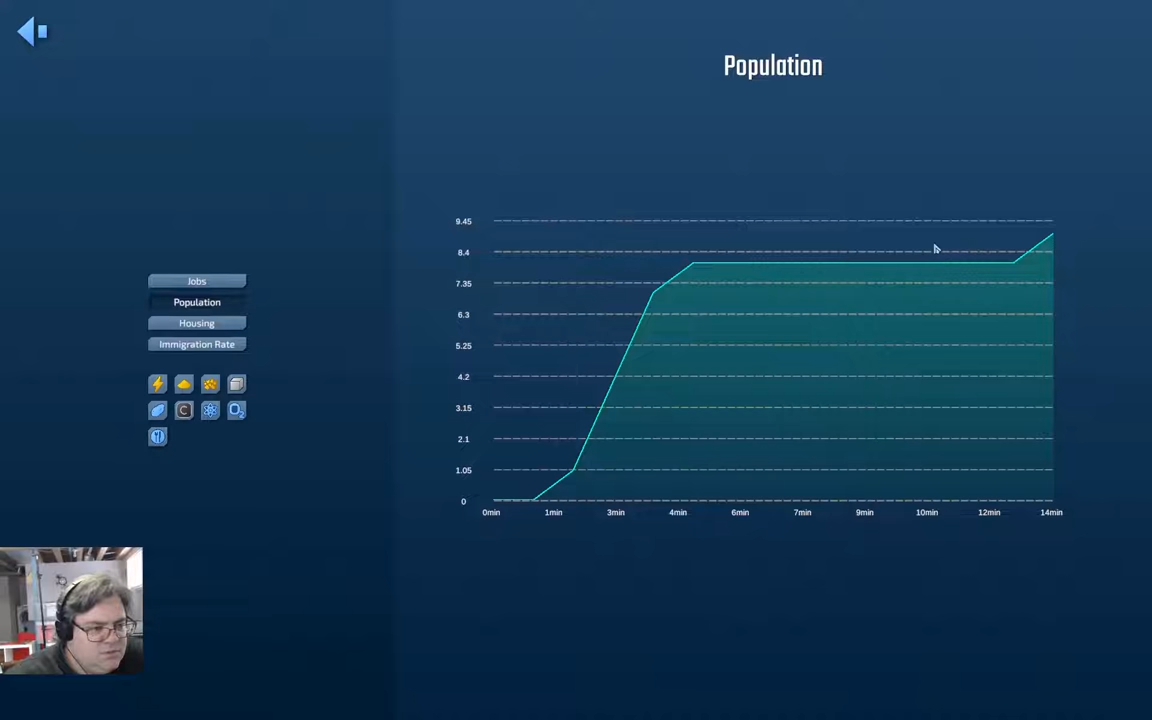 Population
Jobs
Population
Housing
Immigration Rate
C
O2
9.45
8.4
7.35
6.3
5.25
4.2
3.15
2.1
1.05
0
0min 1min 3min 4min 6min 7min 9min 10min 12min 14min